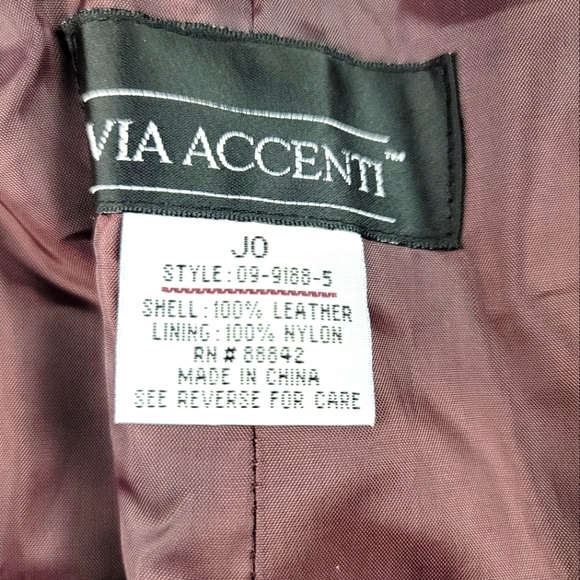 VIA ACCENTI™
JO
STYLE:09-9188-5
SHELL:100% LEATHER
LINING:100% NYLON
RN # 88842
MADE IN CHINA
SEE REVERSE FOR CARE